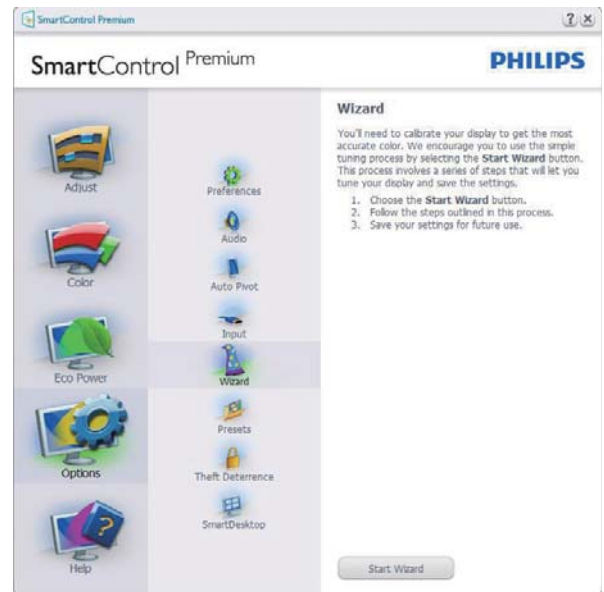 SmartControl Premium
SmartControl Premium
PHILIPS
Adjust
Color
Eco Power
Options
Help
Preferences
Audio
Auto Pivot
Input
Wizard
Presets
Theft Deterrence
SmartDesktop
Wizard
You'll need to calibrate your display to get the most
accurate color. We encourage you to use the simple
tuning process by selecting the Start Wizard button.
This process involves a series of steps that will let you
tune your display and save the settings.
1. Choose the Start Wizard button.
2. Follow the steps outlined in this process.
3. Save your settings for future use.
Start Wizard